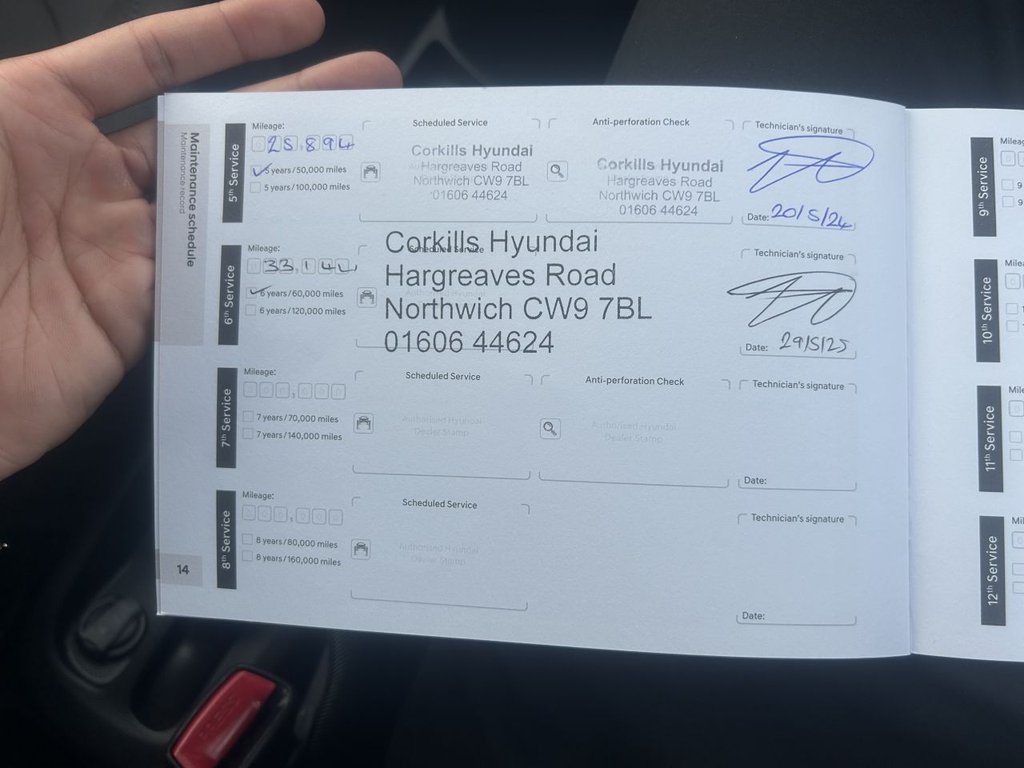 Maintenance schedule
Maintenance record
14
5th Service
Mileage:
25,894
5 years/50,000 miles
5 years/100,000 miles
Scheduled Service
Corkills Hyundai
Hargreaves Road
Northwich CW9 7BL
01606 44624
Anti-perforation Check
Corkills Hyundai
Hargreaves Road
Northwich CW9 7BL
01606 44624
Technician's signature
Date: 20/5/24
6th Service
Mileage:
6 years/60,000 miles
6 years/120,000 miles
Scheduled Service
Corkills Hyundai
Hargreaves Road
Northwich CW9 7BL
01606 44624
Technician's signature
Date: 29/5/25
7th Service
Mileage:
000,000
7 years/70,000 miles
7 years/140,000 miles
Scheduled Service
Authorised Hyundai
Dealer Stamp
Anti-perforation Check
Authorised Hyundai
Dealer Stamp
Technician's signature
Date:
8th Service
Mileage:
000,000
8 years/80,000 miles
8 years/160,000 miles
Scheduled Service
Authorised Hyundai
Dealer Stamp
Technician's signature
Date:
9th Service
10th Service
11th Service
12th Service